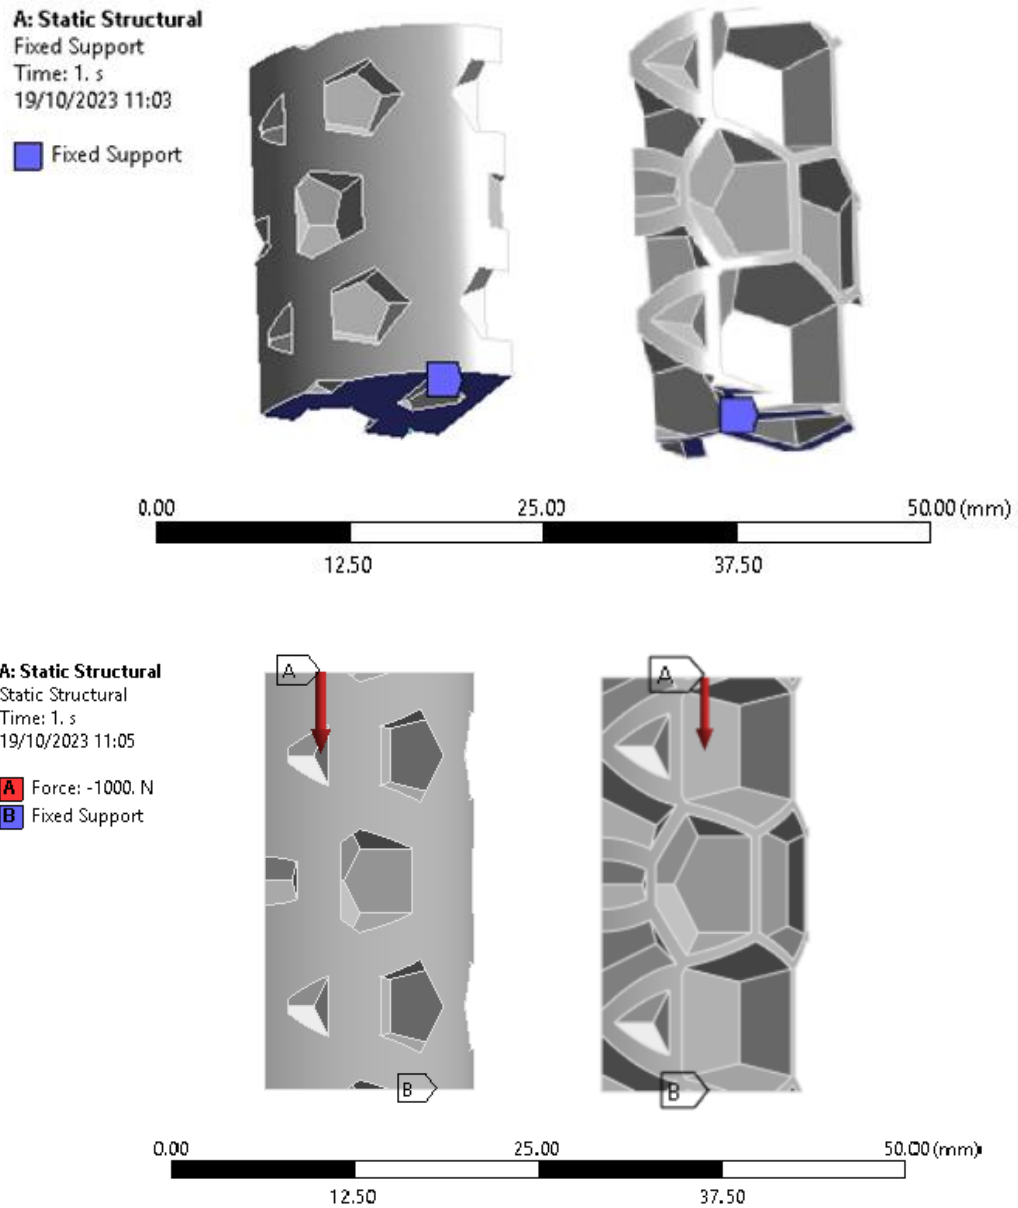 A: Static Structural
Fixed Support
Time: 1. s
19/10/2023 11:03
Fixed Support
0.00 25.00 50.00 (mm)
12.50 37.50
A: Static Structural
Static Structural
Time: 1. s
19/10/2023 11:05
A Force: -1000. N
B Fixed Support
A A
B B
0.00 25.00 50.00 (mm)
12.50 37.50